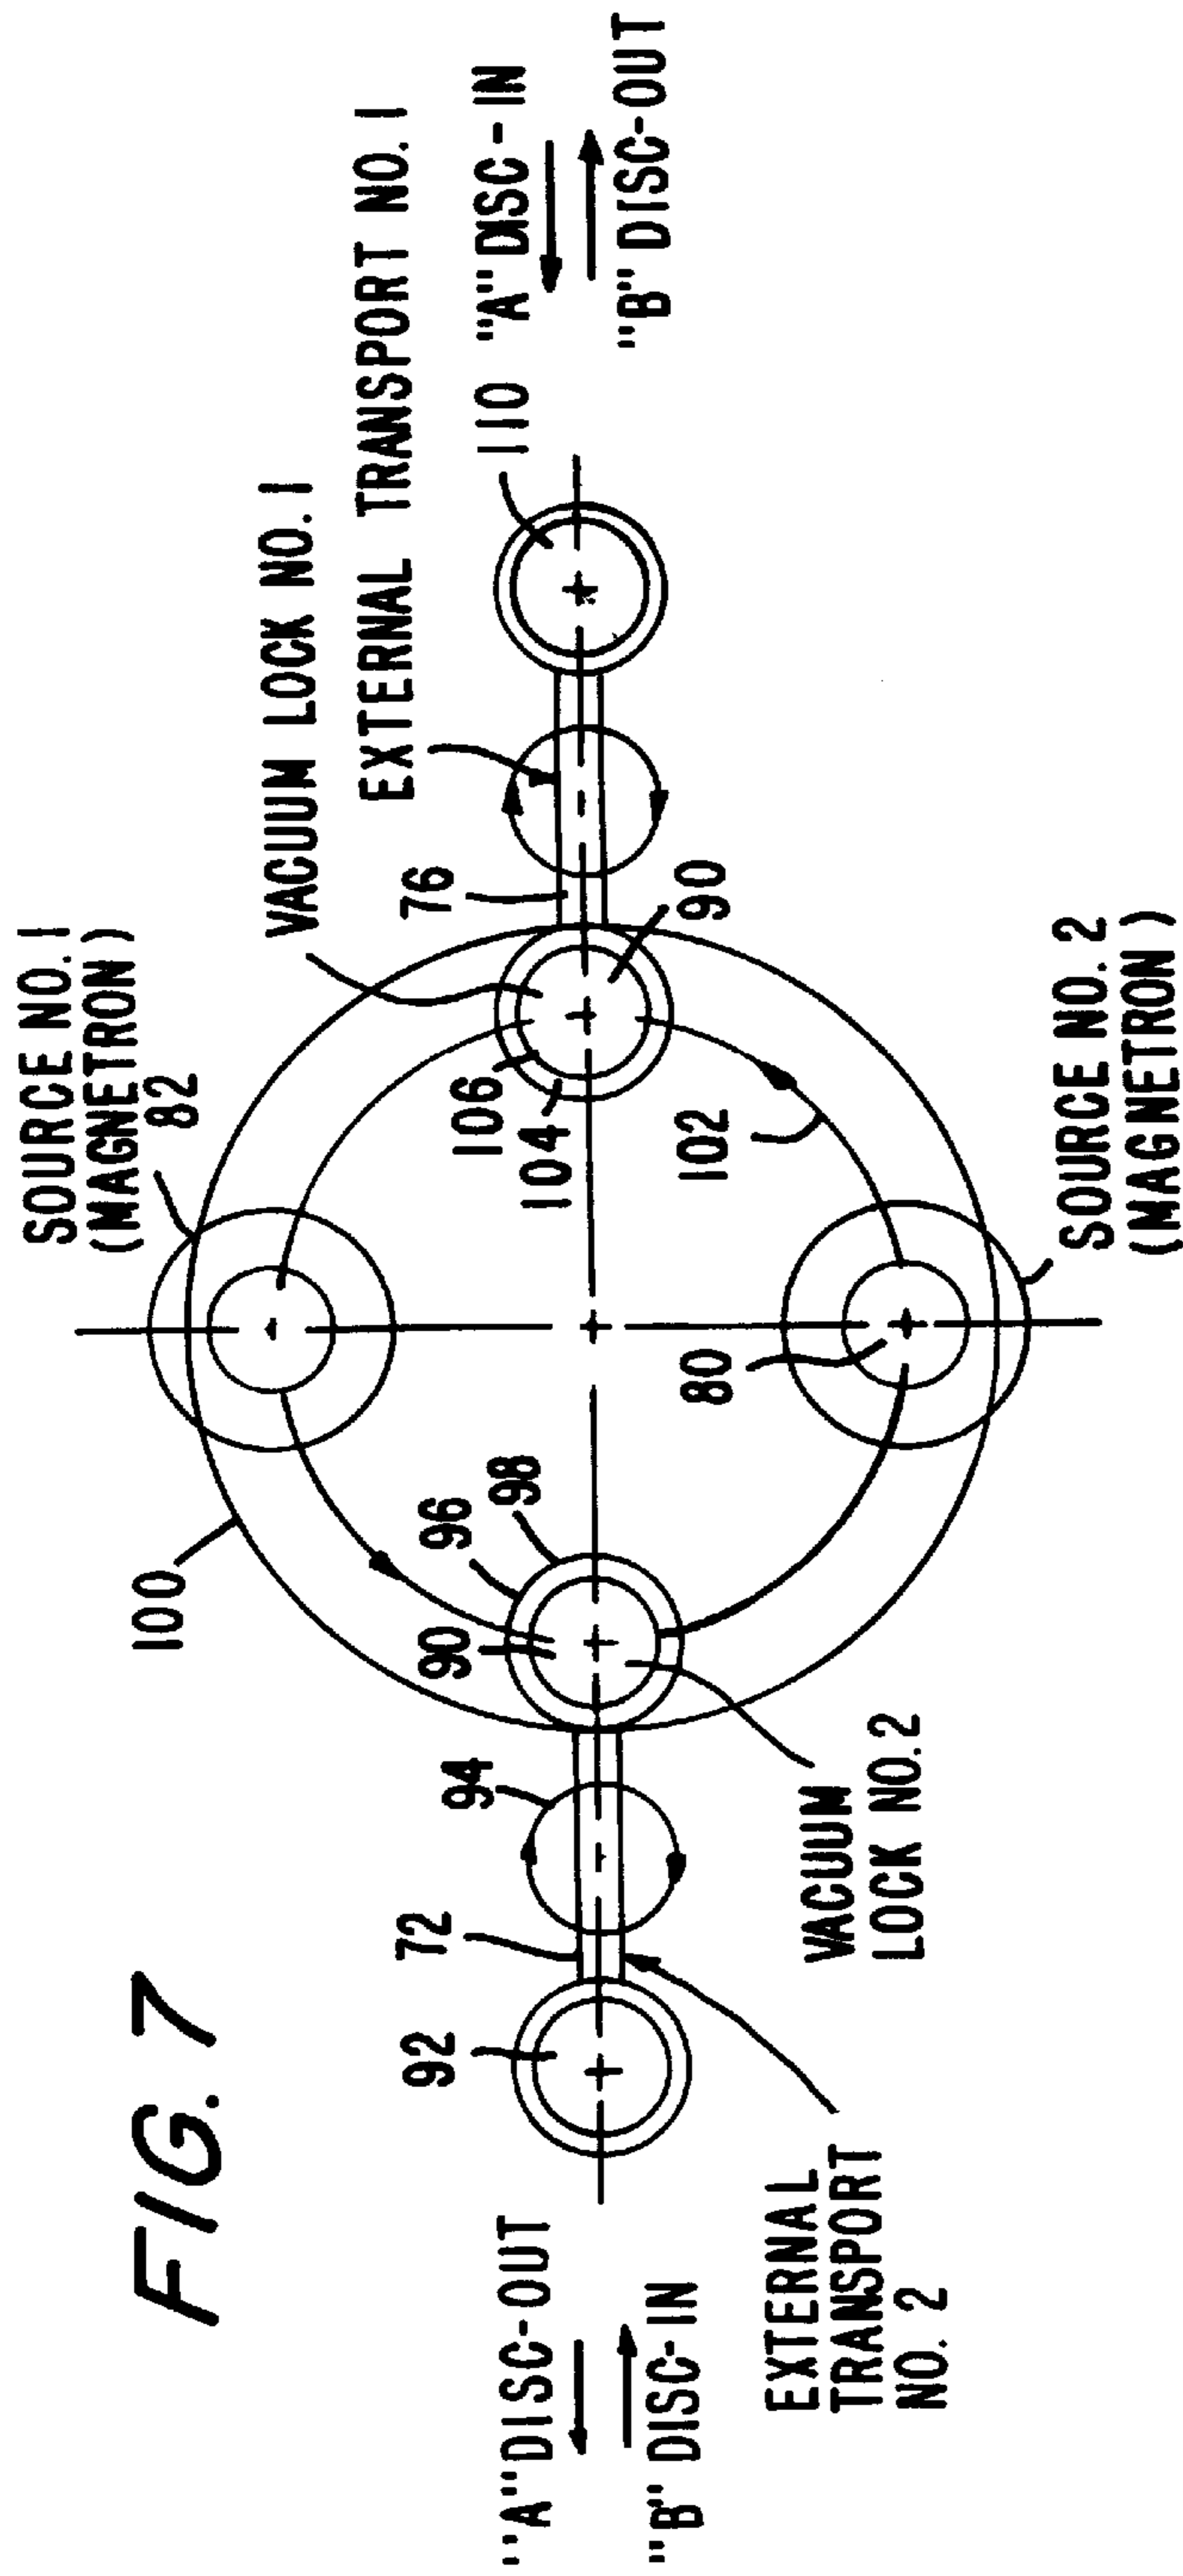 FIG. 7
SOURCE NO. 1
(MAGNETRON)
82
100
VACUUM LOCK NO. 1
EXTERNAL TRANSPORT NO. 1
110
"A" DISC-IN
"B" DISC-OUT
76
90
106
104
102
96
98
90
94
72
92
"A" DISC-OUT
"B" DISC-IN
EXTERNAL
TRANSPORT
NO. 2
VACUUM
LOCK NO. 2
80
SOURCE NO. 2
(MAGNETRON)